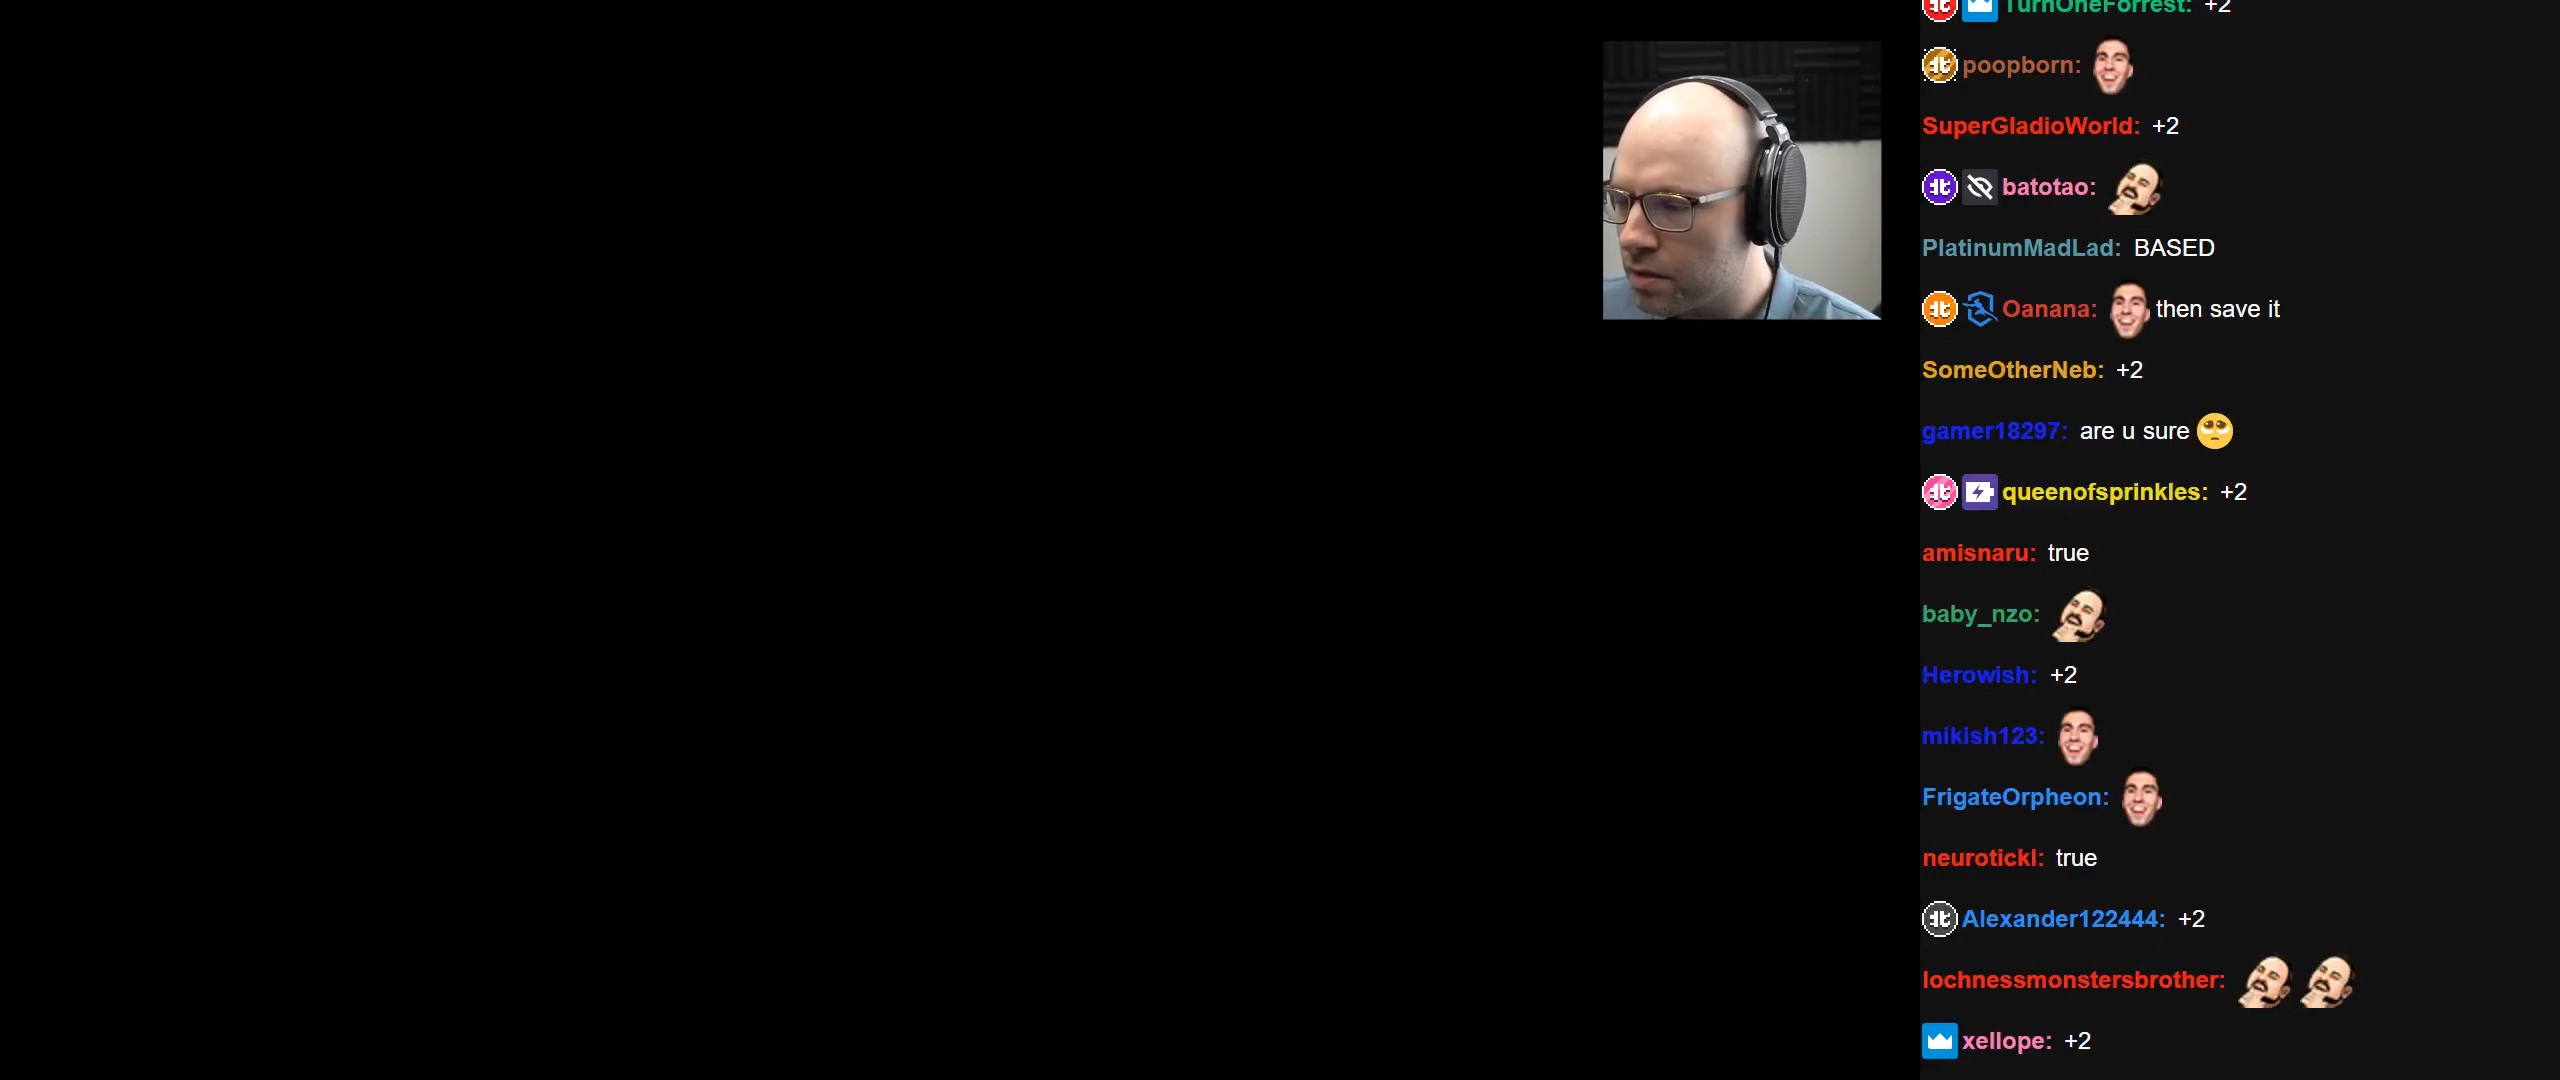 TurnOneForrest: +2
poopborn:
SuperGladioWorld: +2
batotao:
PlatinumMadLad: BASED
Oanana: then save it
SomeOtherNeb: +2
gamer18297: are u sure 🥺
queenofsprinkles: +2
amisnaru: true
baby_nzo:
Herowish: +2
mikish123:
FrigateOrpheon:
neurotickl: true
Alexander122444: +2
lochnessmonstersbrother:
xellope: +2